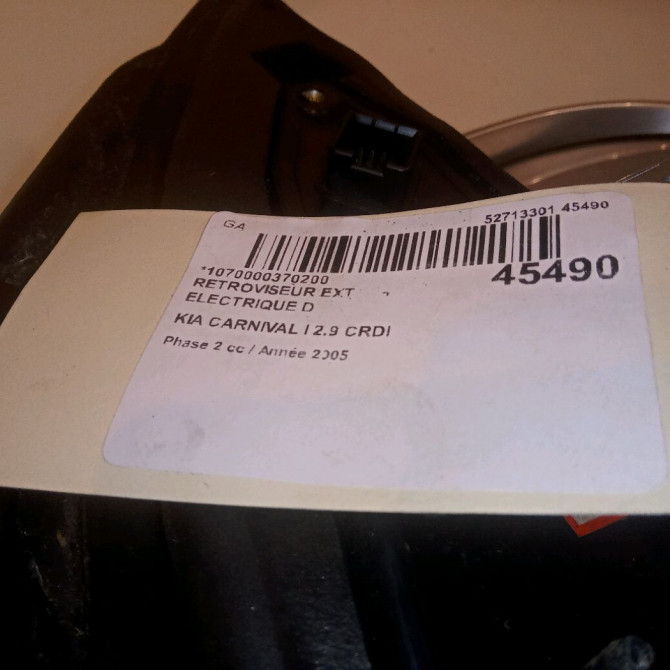 GA
52713301 45490
*1070000370200
45490
RETROVISEUR EXT
ELECTRIQUE D
KIA CARNIVAL I 2.9 CRDI
Phase 2 cc / Année 2005